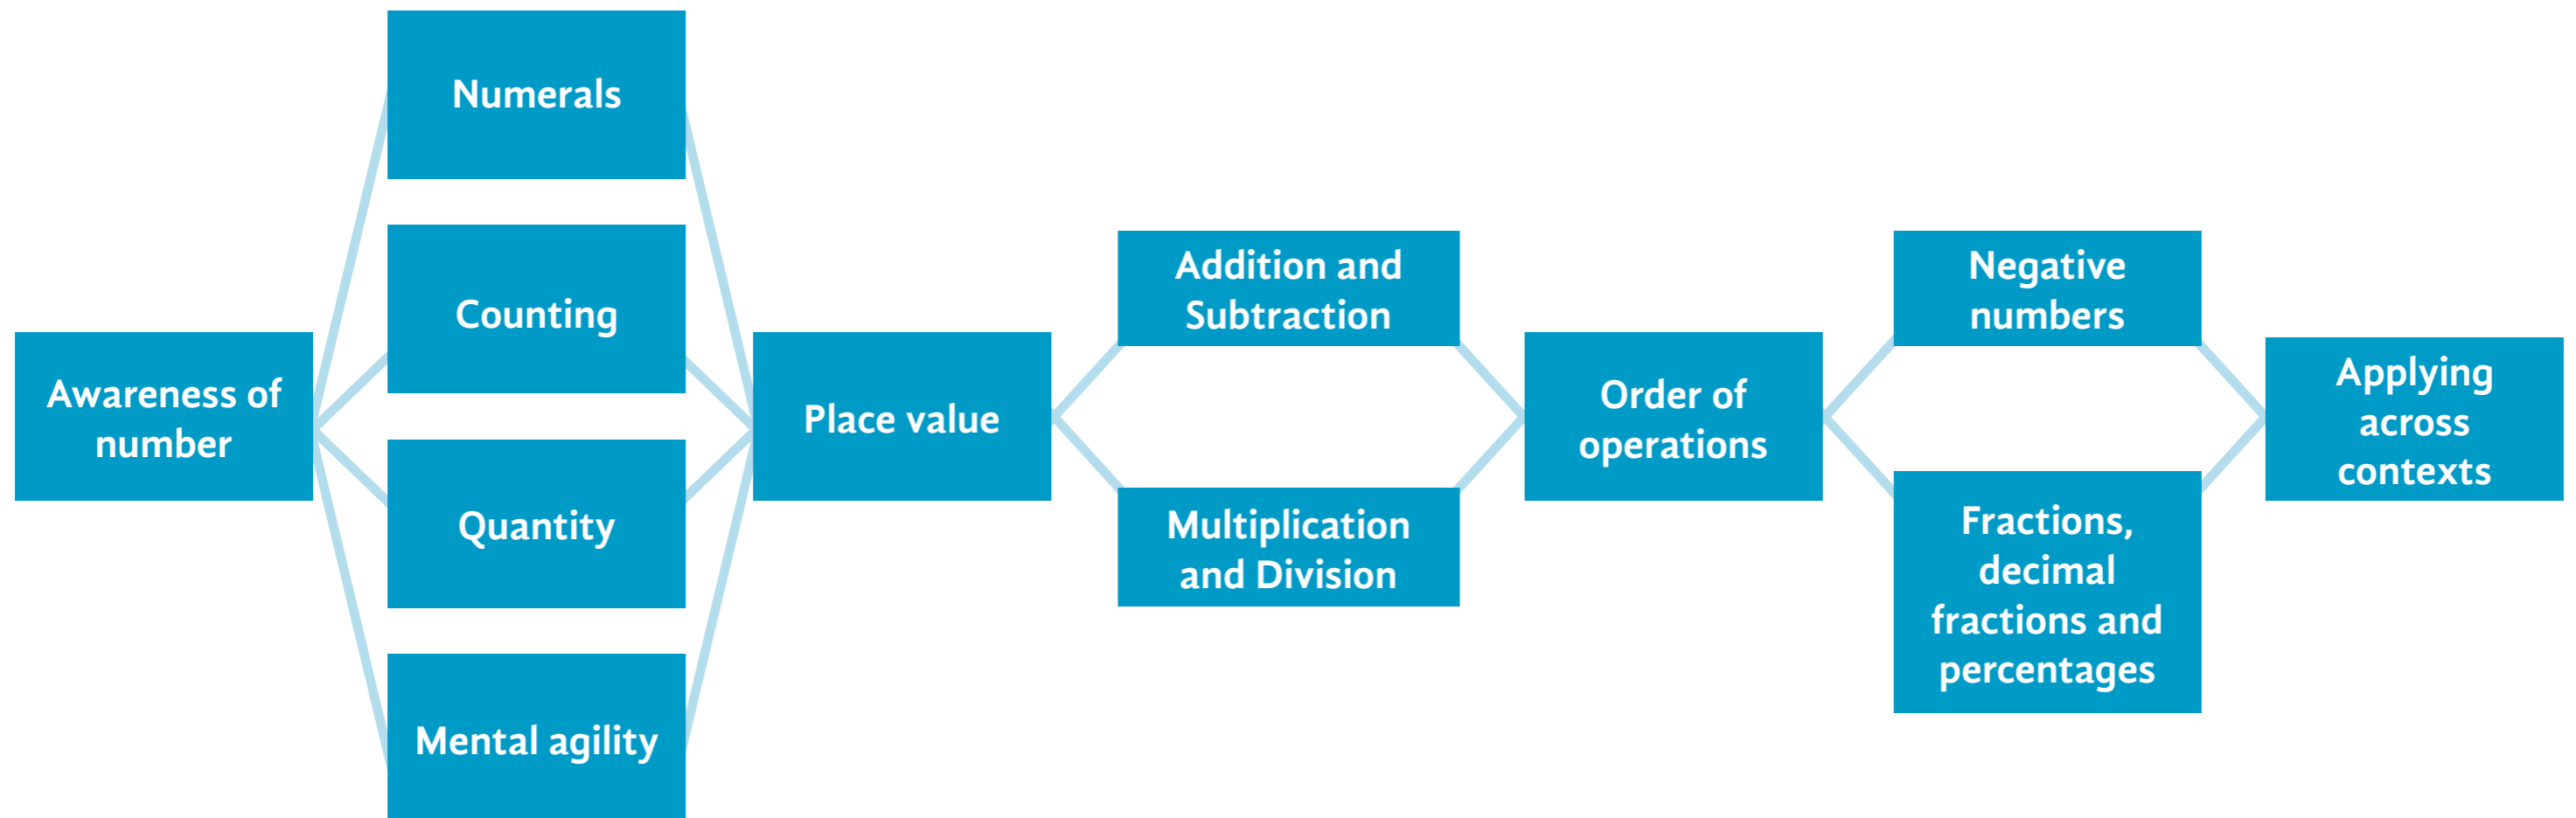 Awareness of
number
Numerals
Counting
Quantity
Mental agility
Place value
Addition and
Subtraction
Multiplication
and Division
Order of
operations
Negative
numbers
Fractions,
decimal
fractions and
percentages
Applying
across
contexts